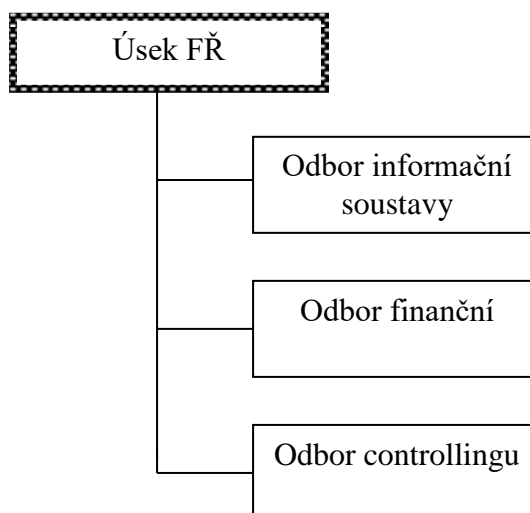 Úsek FŘ
Odbor informační
soustavy
Odbor finanční
Odbor controllingu